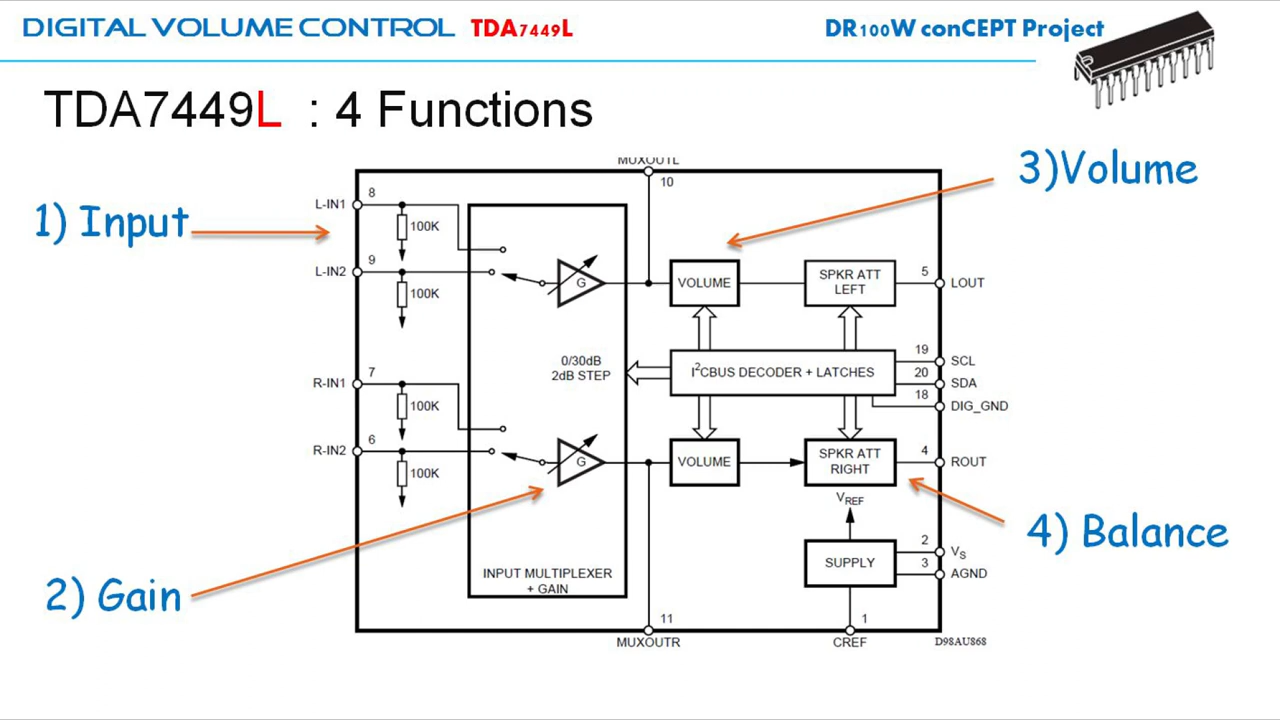 DIGITAL VOLUME CONTROL TDA7449L
DR100W conCEPT Project
TDA7449L : 4 Functions
MUXOUTL
10
3)Volume
1) Input
L-IN1
8
100K
L-IN2
9
100K
G
VOLUME
SPKR ATT
LEFT
5
LOUT
0/30dB
2dB STEP
I²CBUS DECODER + LATCHES
19
SCL
20
SDA
18
DIG_GND
R-IN1
7
100K
R-IN2
6
100K
G
VOLUME
SPKR ATT
RIGHT
4
ROUT
VREF
4) Balance
SUPPLY
2
VS
3
AGND
2) Gain
INPUT MULTIPLEXER
+ GAIN
11
MUXOUTR
1
CREF
D98AU868